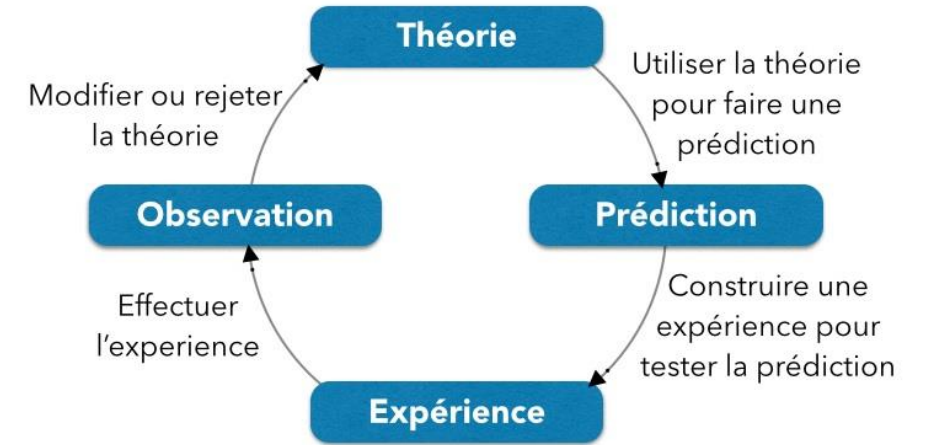 Théorie
Utiliser la théorie
pour faire une
prédiction
Prédiction
Construire une
expérience pour
tester la prédiction
Expérience
Effectuer
l'experience
Observation
Modifier ou rejeter
la théorie